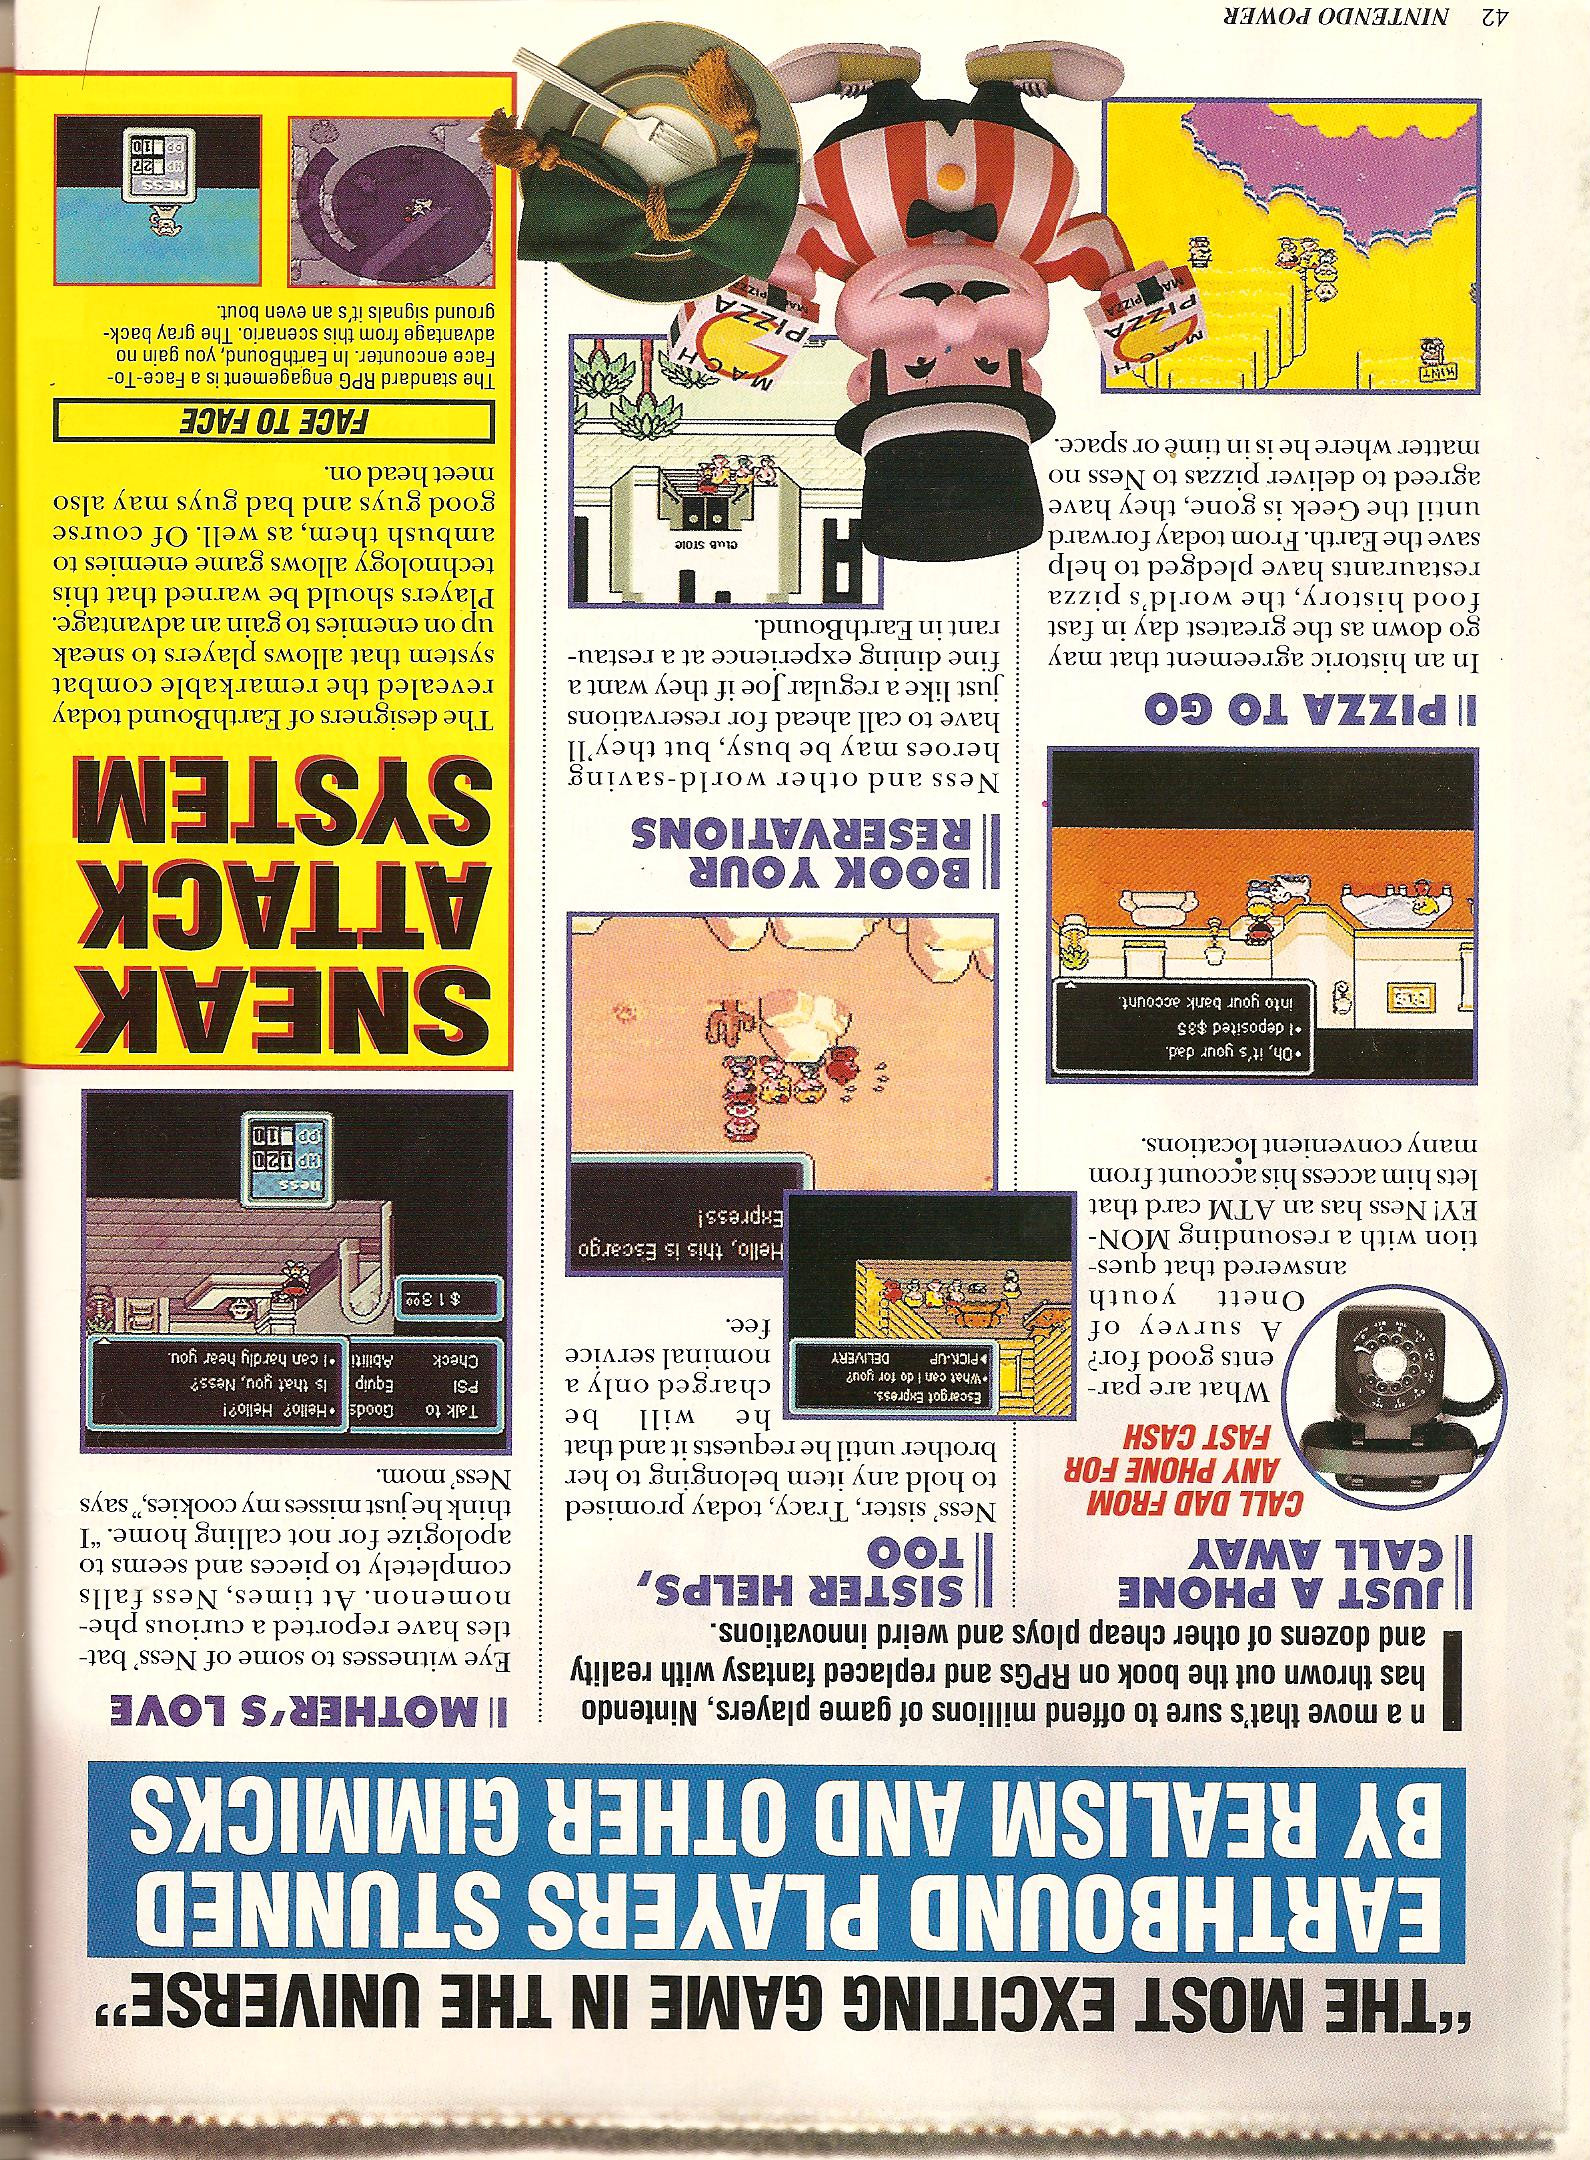 “THE MOST EXCITING GAME IN THE UNIVERSE”
EARTHBOUND PLAYERS STUNNED
BY REALISM AND OTHER GIMMICKS
In a move that's sure to offend millions of game players, Nintendo
has thrown out the book on RPGs and replaced fantasy with reality
and dozens of other cheap ploys and weird innovations.
JUST A PHONE
CALL AWAY
CALL DAD FROM
ANY PHONE FOR
FAST CASH
What are par-
ents good for?
A survey of
Onett youth
answered that ques-
tion with a resounding MON-
EY! Ness has an ATM card that
lets him access his account from
many convenient locations.
•Oh, it's your dad.
•I deposited $35
into your bank account.
PIZZA TO GO
In an historic agreement that may
go down as the greatest day in fast
food history, the world's pizza
restaurants have pledged to help
save the Earth. From today forward
until the Geek is gone, they have
agreed to deliver pizzas to Ness no
matter where he is in time or space.
HINT
SISTER HELPS,
TOO
Ness' sister, Tracy, today promised
to hold any item belonging to her
brother until he requests it and that
he will be
charged only a
nominal service
fee.
Escargot Express.
•What can I do for you?
▶PICK-UP DELIVERY
Hello, this is Escargo
Express!
BOOK YOUR
RESERVATIONS
Ness and other world-saving
heroes may be busy, but they'll
have to call ahead for reservations
just like a regular Joe if they want a
fine dining experience at a restau-
rant in EarthBound.
CLUB STOIC
MACH
PIZZA
MACH PIZZA
MACH
PIZZA
MACH PIZZA
MOTHER'S LOVE
Eye witnesses to some of Ness' bat-
tles have reported a curious phe-
nomenon. At times, Ness falls
completely to pieces and seems to
apologize for not calling home. “I
think he just misses my cookies,” says
Ness' mom.
Talk to Goods
PSI Equip
Check Abiliti
•Hello? Hello?!
Is that you, Ness?
•I can hardly hear you.
$ 13.00
ness
HP 120
PP 10
SNEAK
ATTACK
SYSTEM
The designers of EarthBound today
revealed the remarkable combat
system that allows players to sneak
up on enemies to gain an advantage.
Players should be warned that this
technology allows game enemies to
ambush them, as well. Of course
good guys and bad guys may also
meet head on.
FACE TO FACE
The standard RPG engagement is a Face-To-
Face encounter. In EarthBound, you gain no
advantage from this scenario. The gray back-
ground signals it's an even bout.
NESS
HP 27
PP 10
42 NINTENDO POWER